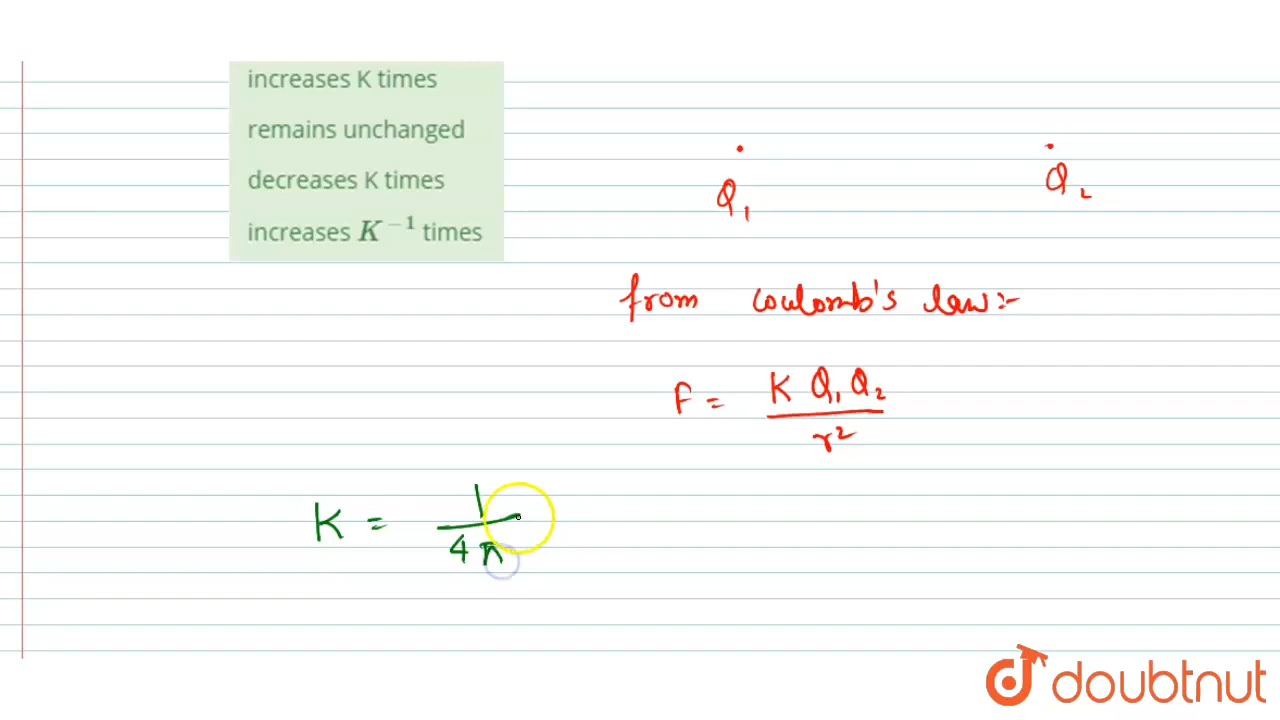 increases K times
remains unchanged
decreases K times
increases K⁻¹ times
Q₁
Q₂
from coulomb's law:-
F = K Q₁ Q₂ / r²
K = 1 / 4 π
doubtnut